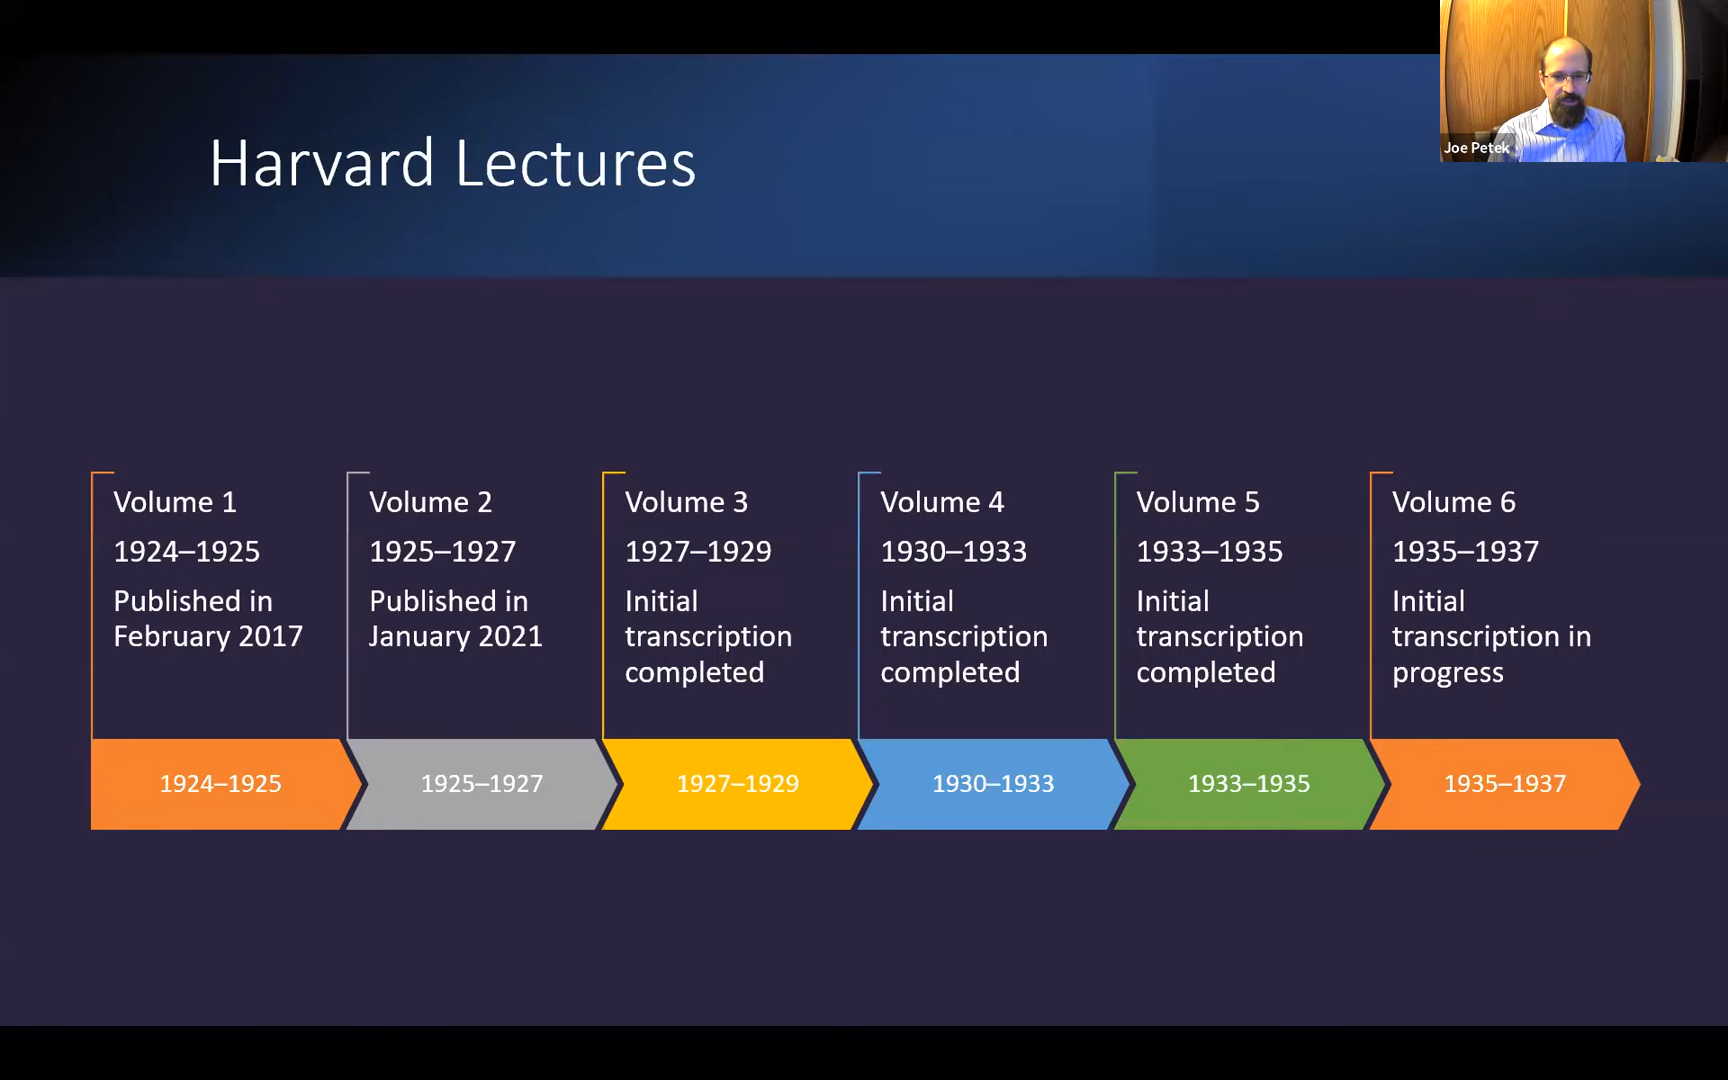 Harvard Lectures
Joe Petek
Volume 1
1924–1925
Published in
February 2017
Volume 2
1925–1927
Published in
January 2021
Volume 3
1927–1929
Initial
transcription
completed
Volume 4
1930–1933
Initial
transcription
completed
Volume 5
1933–1935
Initial
transcription
completed
Volume 6
1935–1937
Initial
transcription in
progress
1924–1925
1925–1927
1927–1929
1930–1933
1933–1935
1935–1937